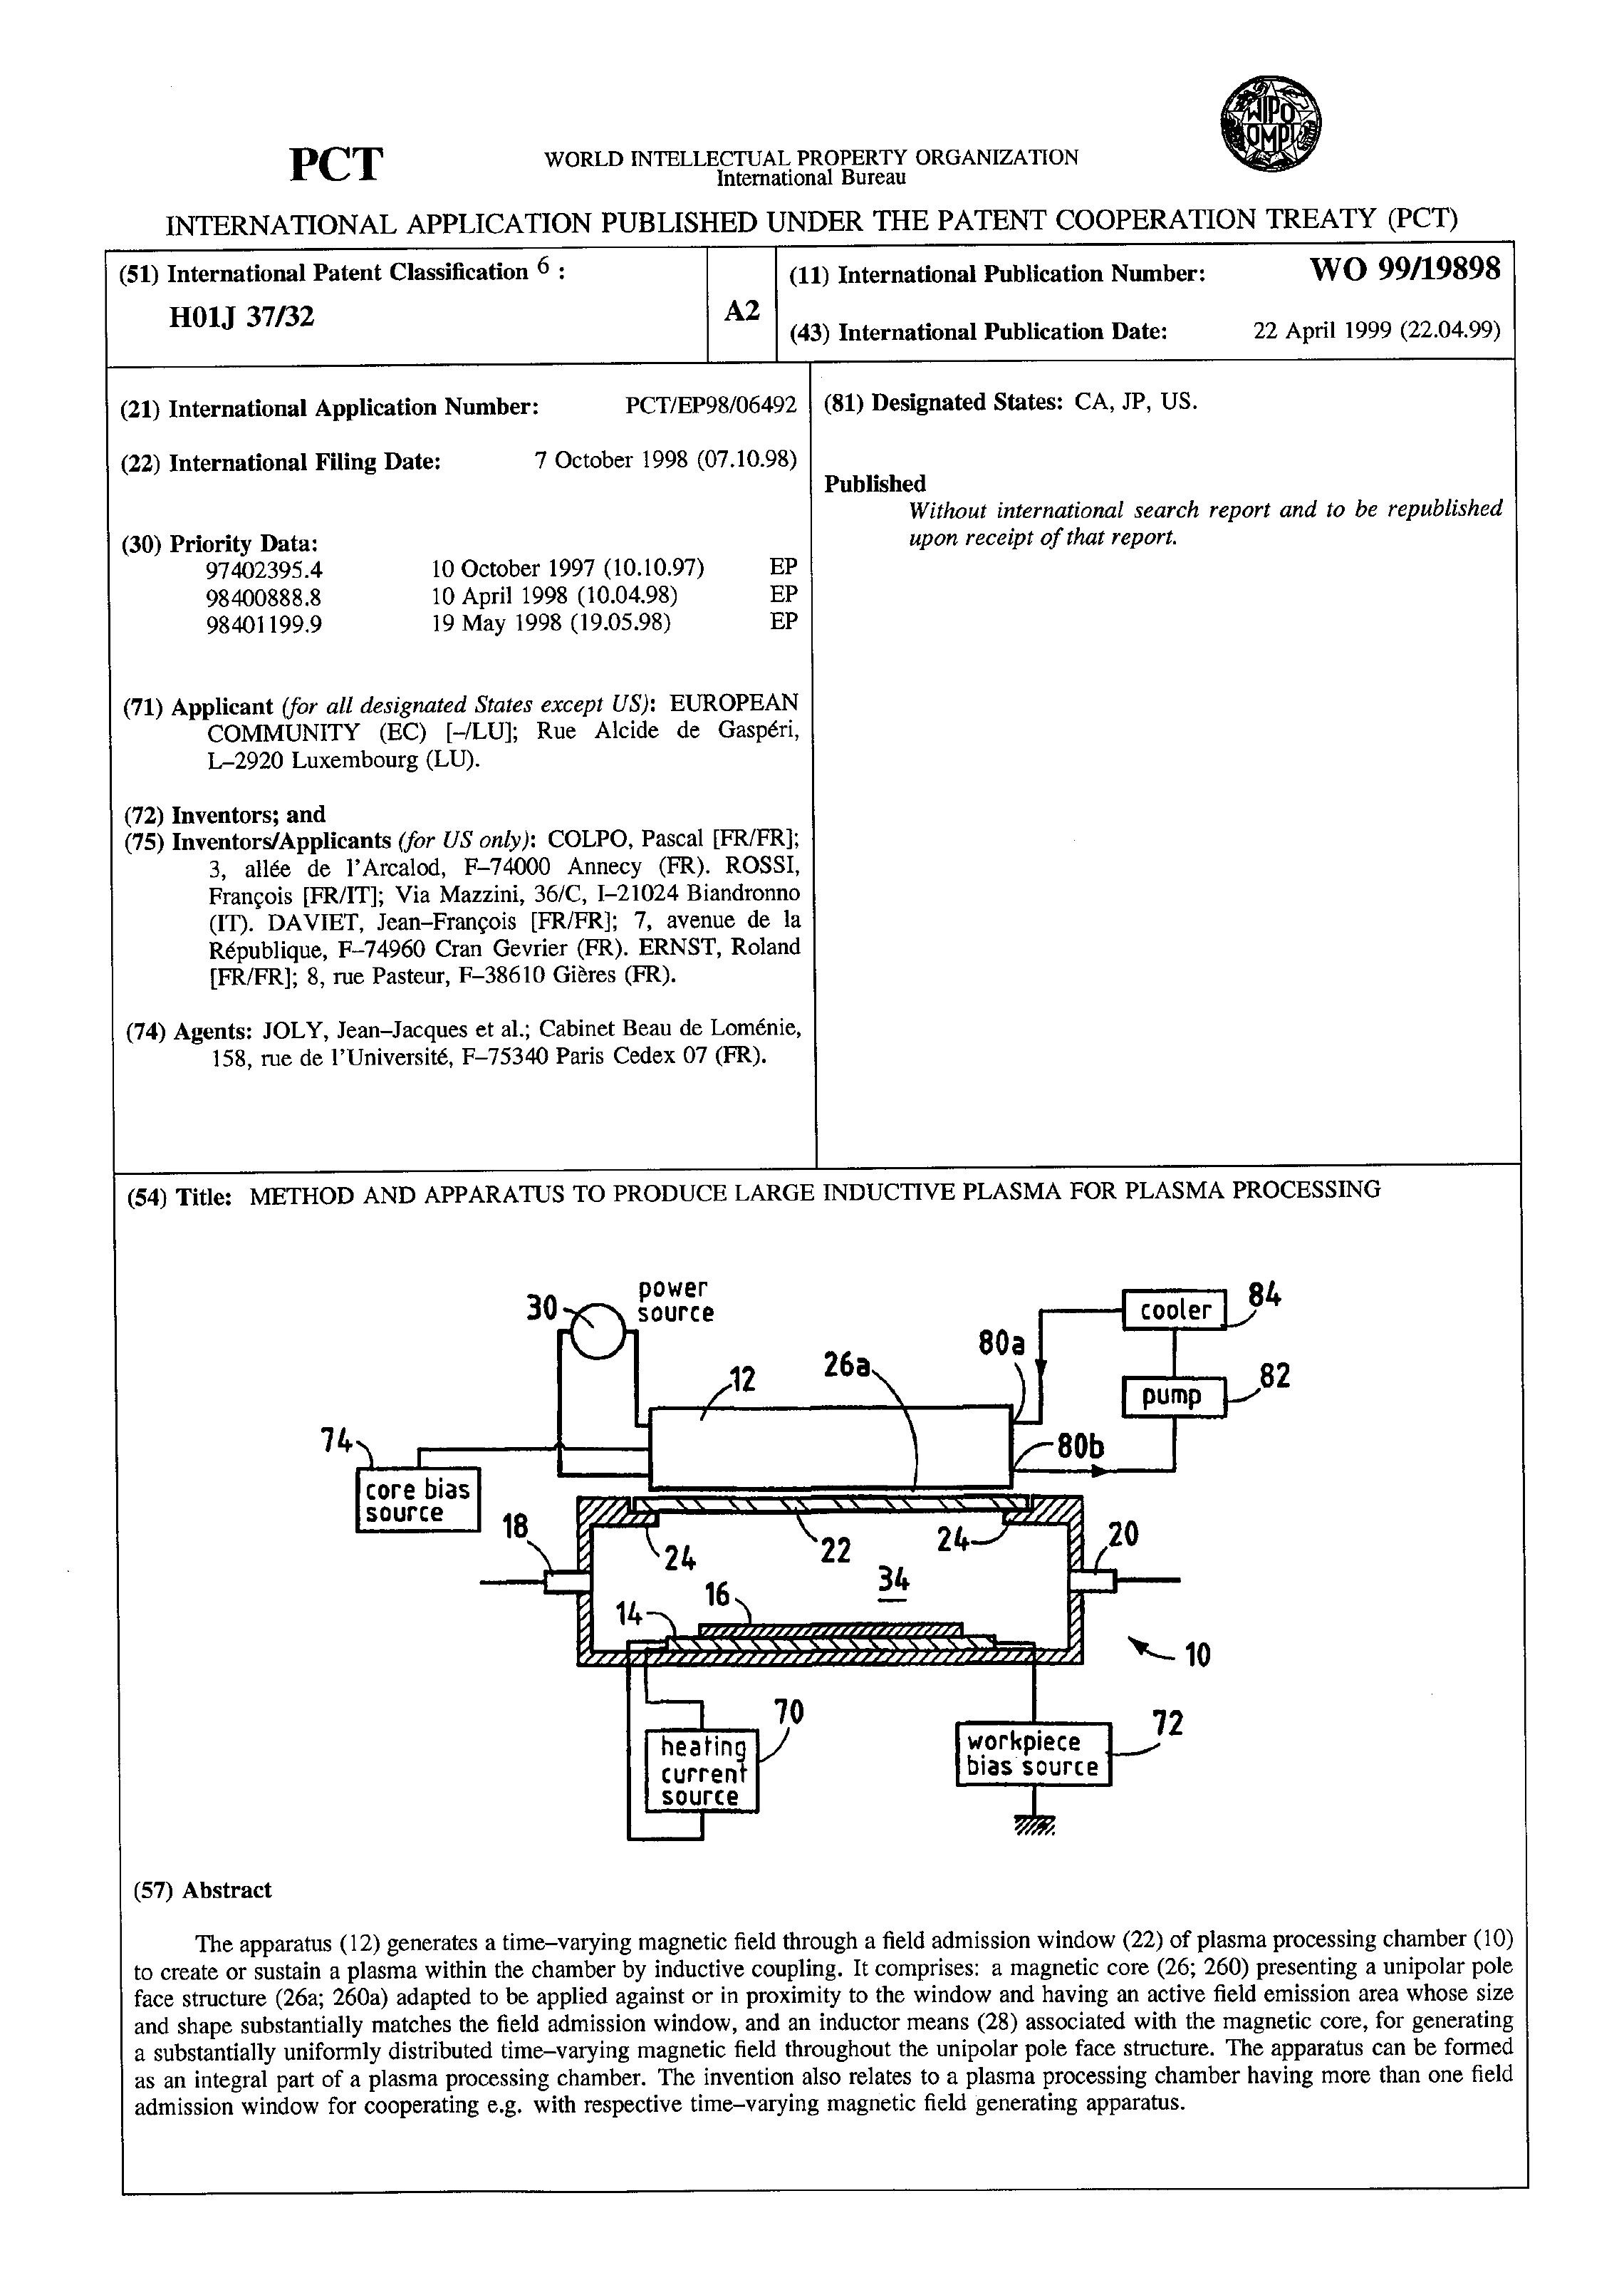 WIPO
OMPI
PCT
WORLD INTELLECTUAL PROPERTY ORGANIZATION
International Bureau
INTERNATIONAL APPLICATION PUBLISHED UNDER THE PATENT COOPERATION TREATY (PCT)
(51) International Patent Classification 6 :
H01J 37/32
A2
(11) International Publication Number: WO 99/19898
(43) International Publication Date: 22 April 1999 (22.04.99)
(21) International Application Number: PCT/EP98/06492
(22) International Filing Date: 7 October 1998 (07.10.98)
(30) Priority Data:
97402395.4 10 October 1997 (10.10.97) EP
98400888.8 10 April 1998 (10.04.98) EP
98401199.9 19 May 1998 (19.05.98) EP
(71) Applicant (for all designated States except US): EUROPEAN
COMMUNITY (EC) [–/LU]; Rue Alcide de Gaspéri,
L–2920 Luxembourg (LU).
(72) Inventors; and
(75) Inventors/Applicants (for US only): COLPO, Pascal [FR/FR];
3, allée de l'Arcalod, F–74000 Annecy (FR). ROSSI,
François [FR/IT]; Via Mazzini, 36/C, I–21024 Biandronno
(IT). DAVIET, Jean–François [FR/FR]; 7, avenue de la
République, F–74960 Cran Gevrier (FR). ERNST, Roland
[FR/FR]; 8, rue Pasteur, F–38610 Gières (FR).
(74) Agents: JOLY, Jean–Jacques et al.; Cabinet Beau de Loménie,
158, rue de l'Université, F–75340 Paris Cedex 07 (FR).
(81) Designated States: CA, JP, US.
Published
Without international search report and to be republished
upon receipt of that report.
(54) Title: METHOD AND APPARATUS TO PRODUCE LARGE INDUCTIVE PLASMA FOR PLASMA PROCESSING
30
power
source
cooler
84
80a
26a
12
pump
82
74
80b
core bias
source
18
24
22
24
20
34
16
14
10
70
heating
current
source
72
workpiece
bias source
(57) Abstract
The apparatus (12) generates a time–varying magnetic field through a field admission window (22) of plasma processing chamber (10)
to create or sustain a plasma within the chamber by inductive coupling. It comprises: a magnetic core (26; 260) presenting a unipolar pole
face structure (26a; 260a) adapted to be applied against or in proximity to the window and having an active field emission area whose size
and shape substantially matches the field admission window, and an inductor means (28) associated with the magnetic core, for generating
a substantially uniformly distributed time–varying magnetic field throughout the unipolar pole face structure. The apparatus can be formed
as an integral part of a plasma processing chamber. The invention also relates to a plasma processing chamber having more than one field
admission window for cooperating e.g. with respective time–varying magnetic field generating apparatus.